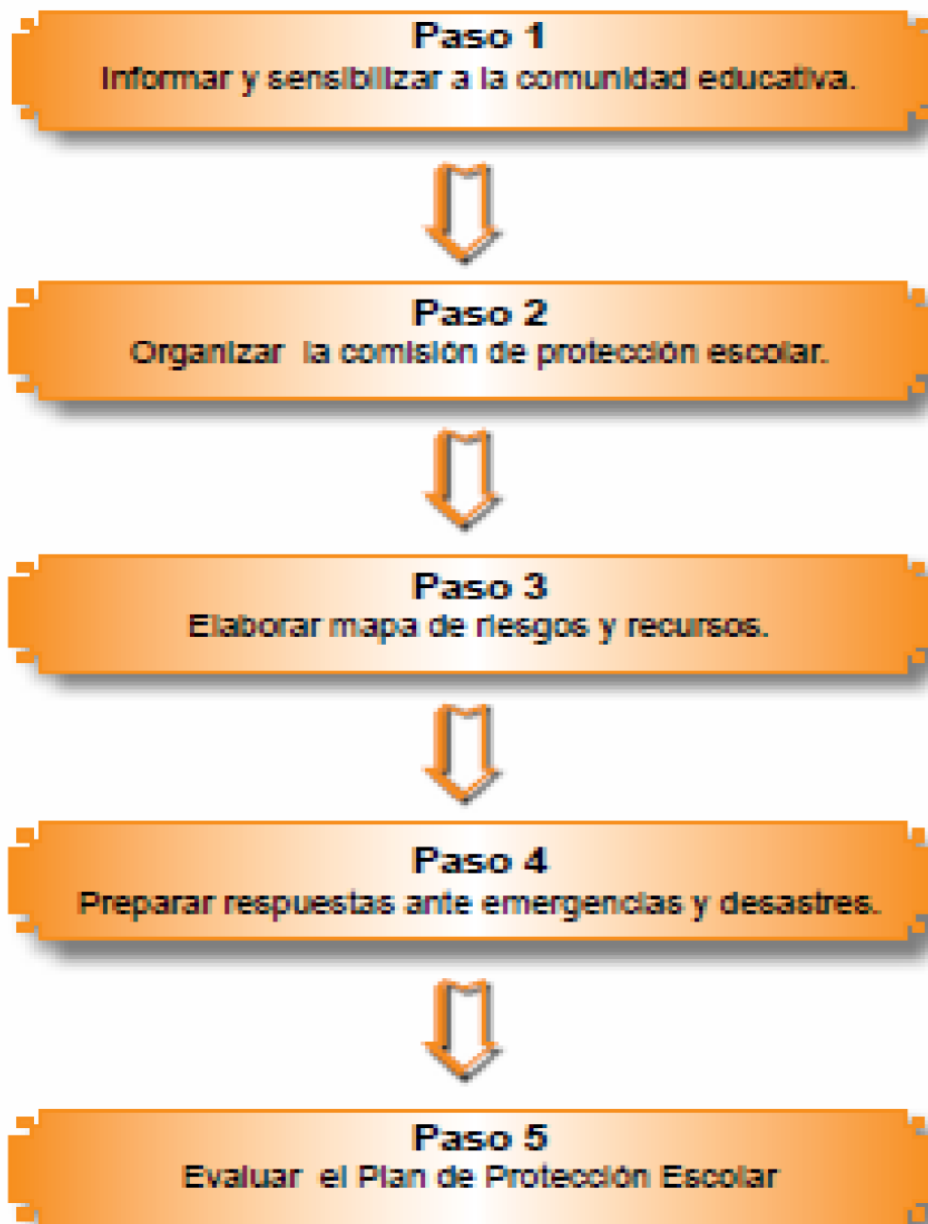 Paso 1
Informar y sensibilizar a la comunidad educativa.
Paso 2
Organizar la comisión de protección escolar.
Paso 3
Elaborar mapa de riesgos y recursos.
Paso 4
Preparar respuestas ante emergencias y desastres.
Paso 5
Evaluar el Plan de Protección Escolar